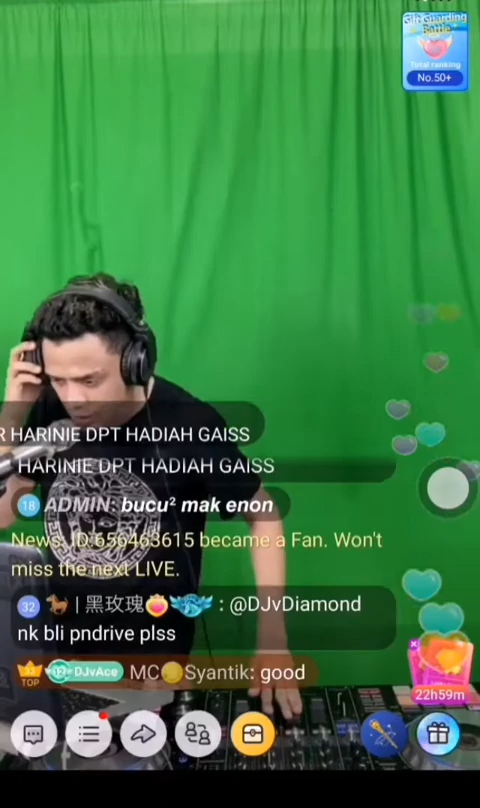 Gift Guarding
Battle
Total ranking
No.50+
R HARINIE DPT HADIAH GAISS
HARINIE DPT HADIAH GAISS
18 ADMIN: bucu² mak enon
News: ID:656463615 became a Fan. Won't
miss the next LIVE.
32 | 黑玫瑰 : @DJvDiamond
nk bli pndrive plss
TOP DJvAce MC Syantik: good
22h59m